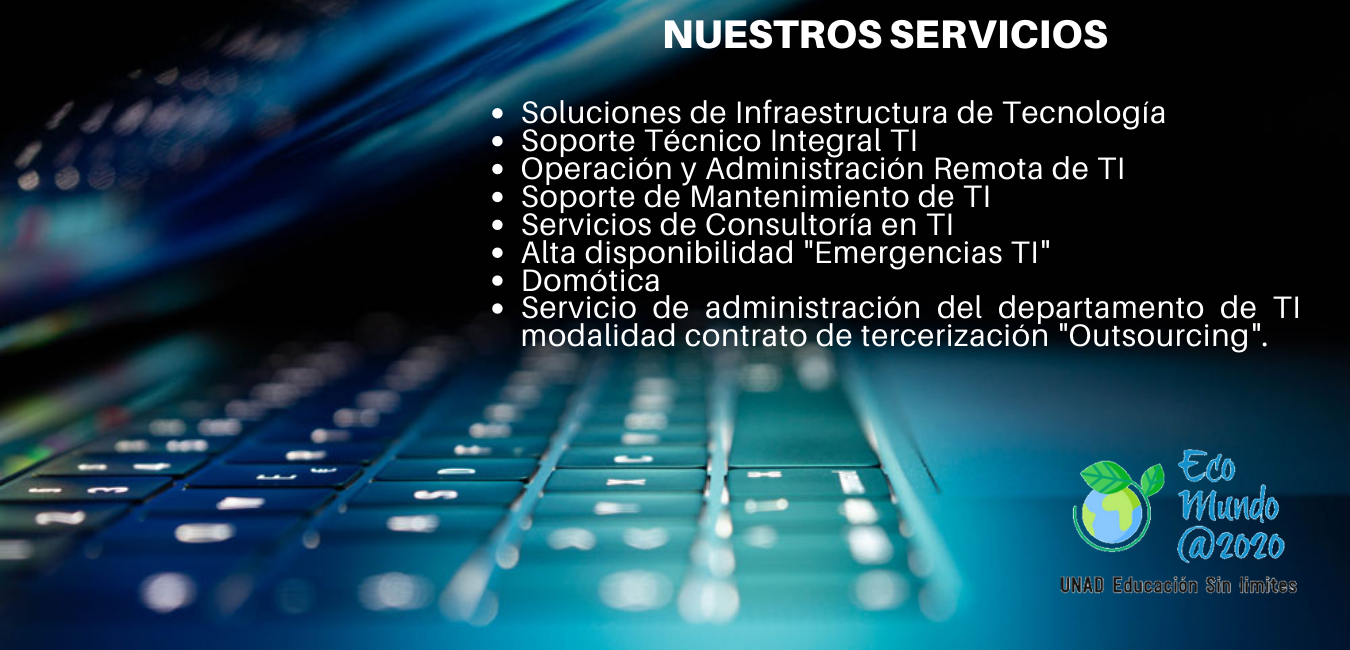 NUESTROS SERVICIOS
• Soluciones de Infraestructura de Tecnología
• Soporte Técnico Integral TI
• Operación y Administración Remota de TI
• Soporte de Mantenimiento de TI
• Servicios de Consultoría en TI
• Alta disponibilidad "Emergencias TI"
• Domótica
• Servicio de administración del departamento de TI
modalidad contrato de tercerización "Outsourcing".
Eco
Mundo
@2020
UNAD Educación Sin limites